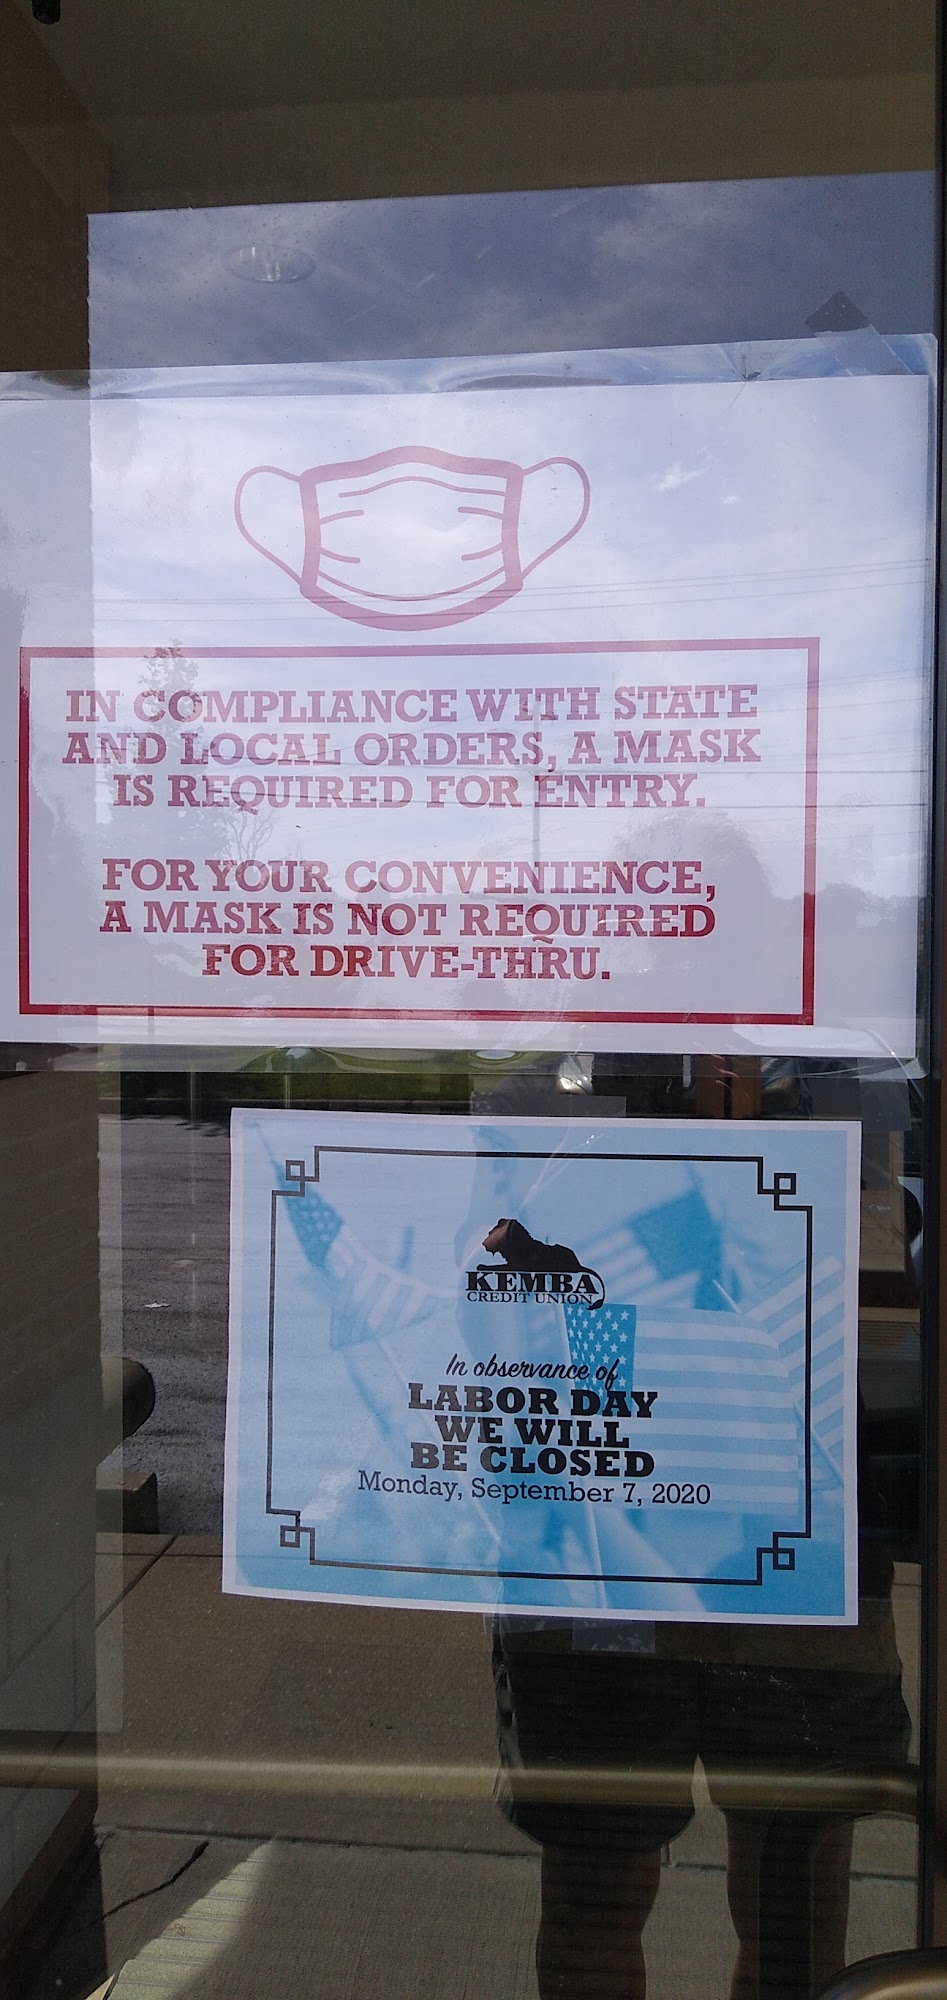 IN COMPLIANCE WITH STATE
AND LOCAL ORDERS, A MASK
IS REQUIRED FOR ENTRY.
FOR YOUR CONVENIENCE,
A MASK IS NOT REQUIRED
FOR DRIVE-THRU.
KEMBA
CREDIT UNION
In observance of
LABOR DAY
WE WILL
BE CLOSED
Monday, September 7, 2020